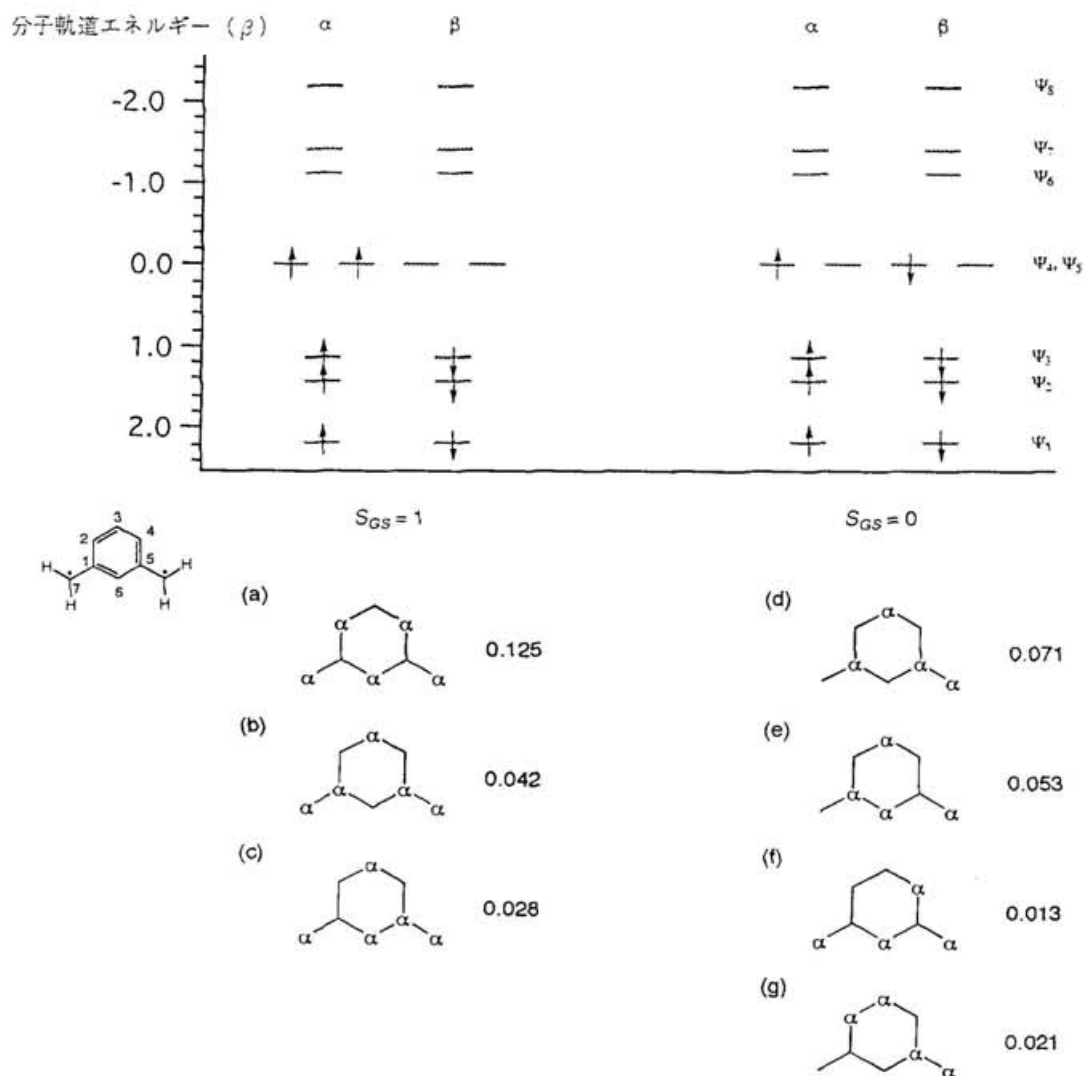 分子軌道エネルギー (β) α β α β
-2.0 Ψ8
Ψ7
-1.0 Ψ6
0.0 Ψ4, Ψ5
1.0 Ψ3
Ψ2
2.0 Ψ1
S_GS = 1 S_GS = 0
3
2 4
H 1 5 H
7 6
H H
(a) α α α α α 0.125
(d) α α α α 0.071
(b) α α α α α 0.042
(e) α α α α 0.053
(c) α α α α α 0.028
(f) α α α α 0.013
(g) α α α α 0.021